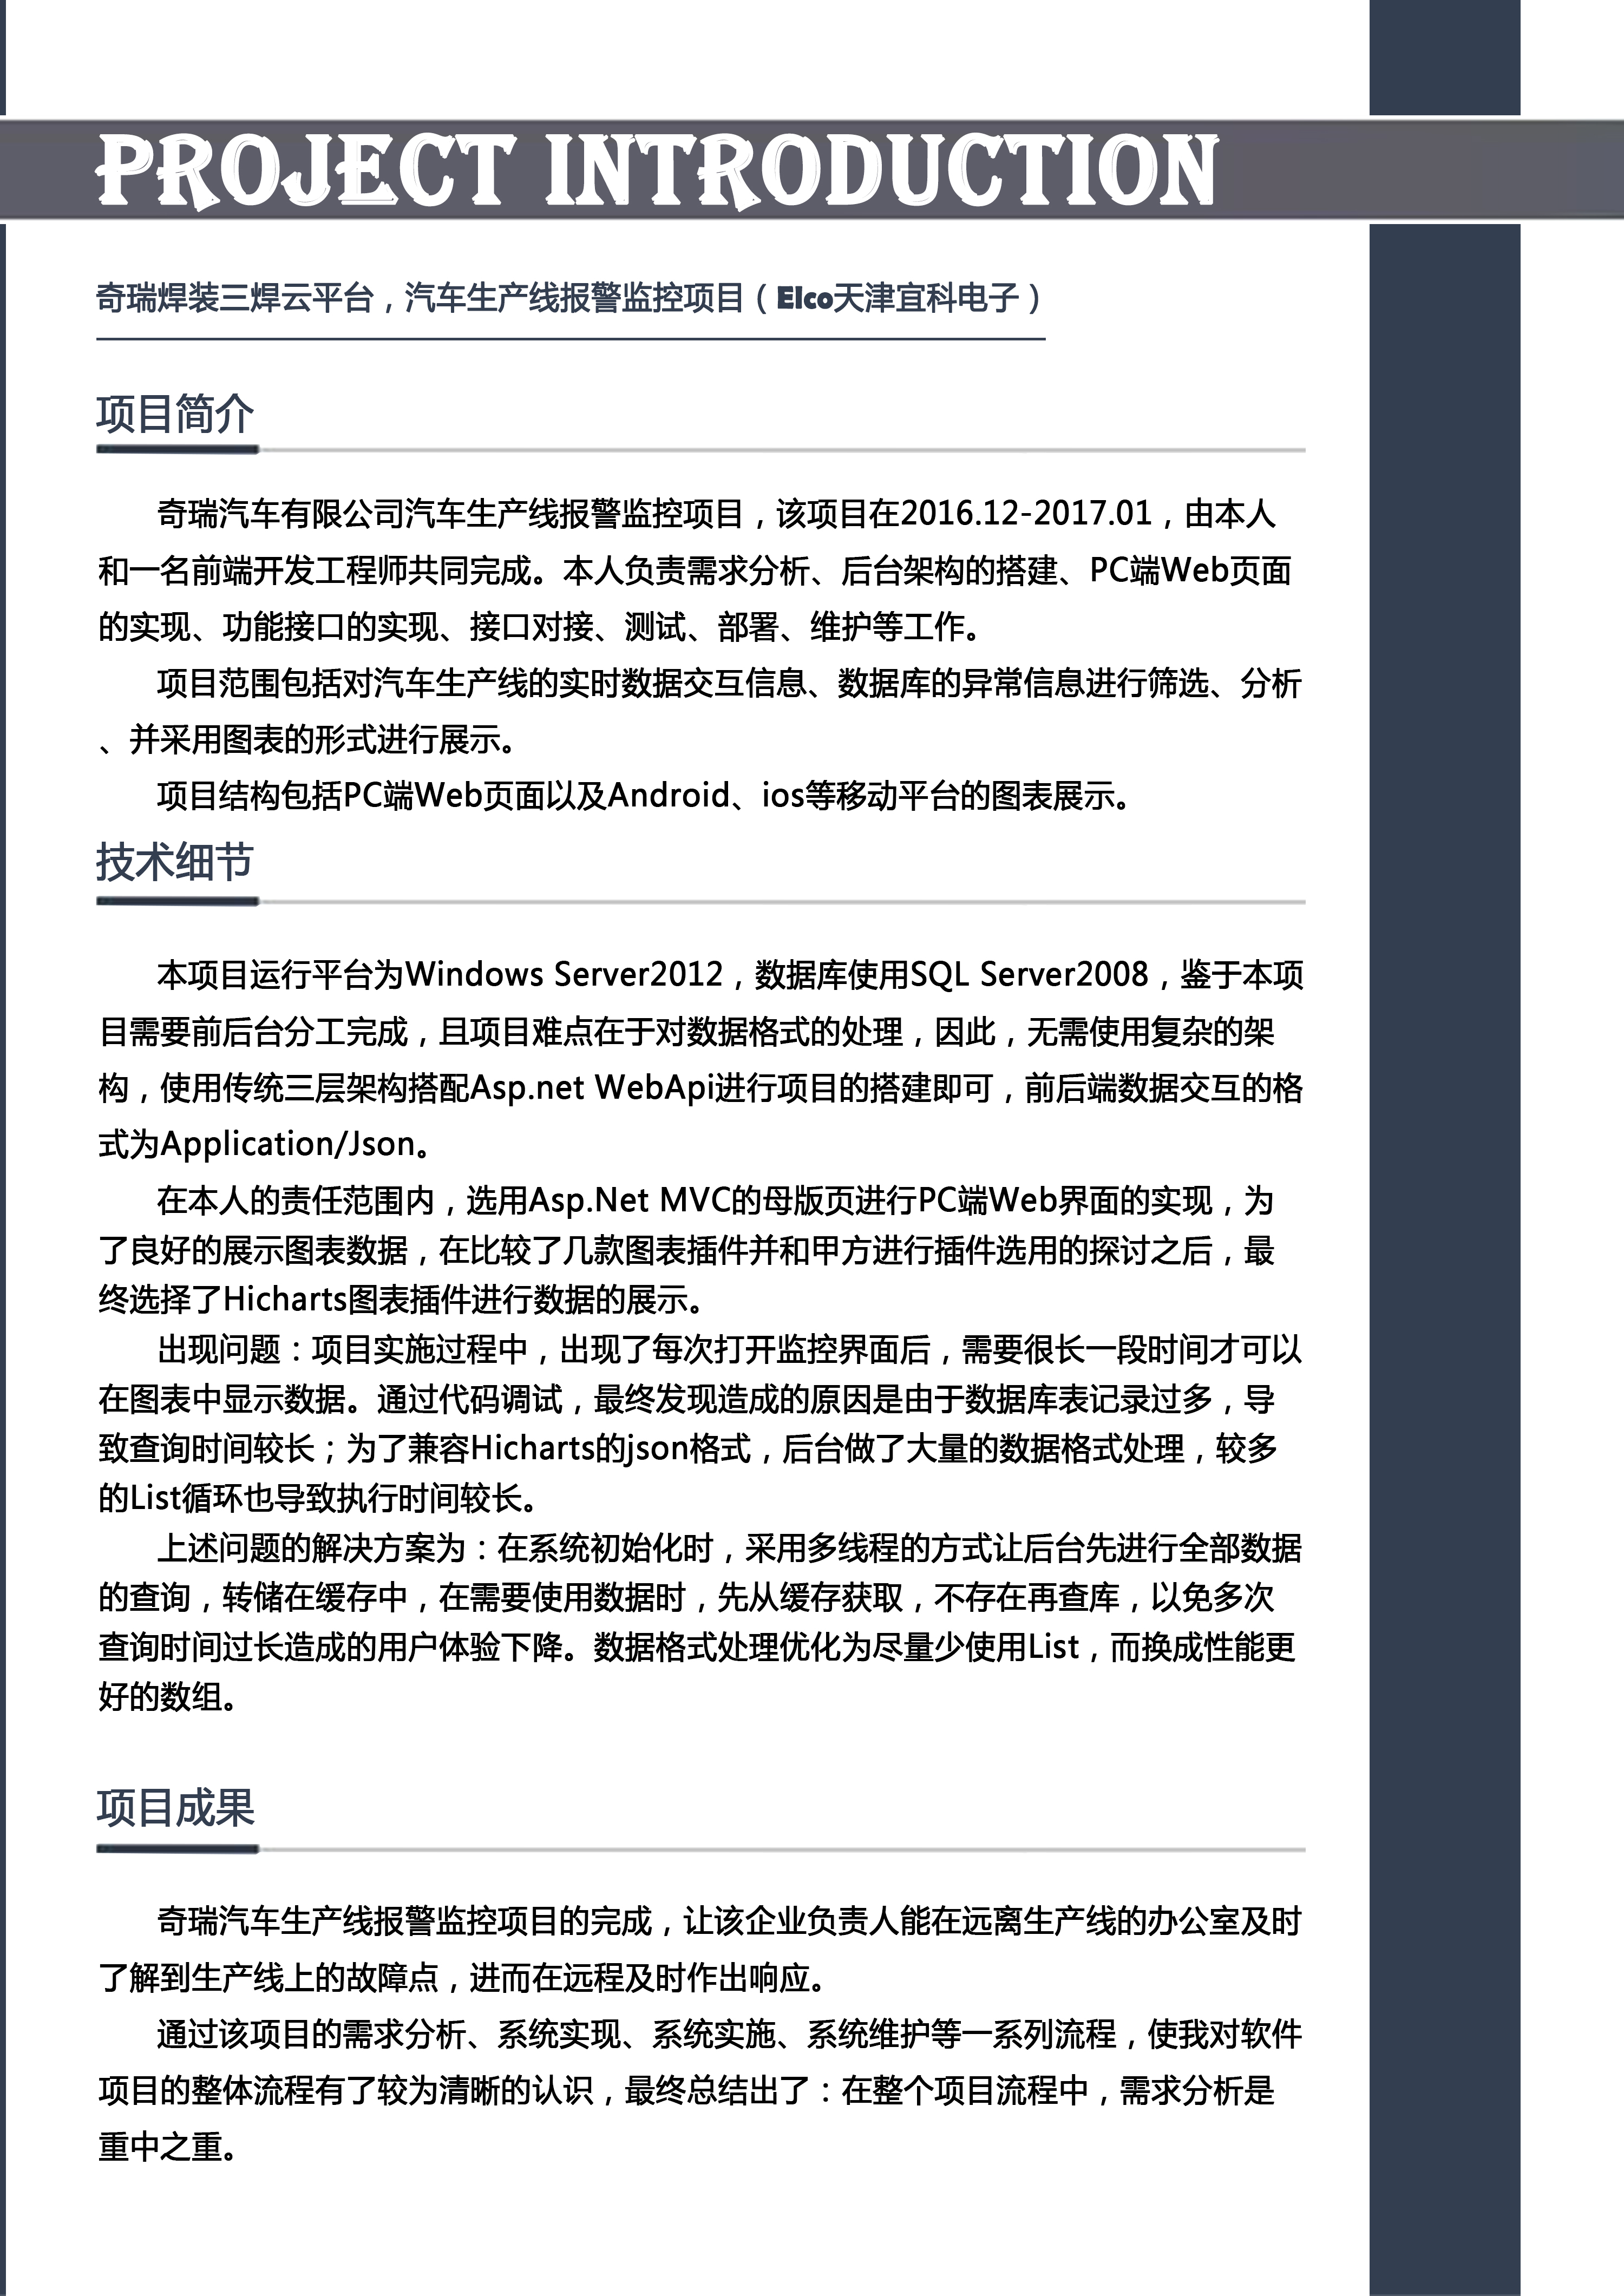 PROJECT INTRODUCTION
奇瑞焊装三焊云平台，汽车生产线报警监控项目（Elco天津宜科电子）
项目简介
奇瑞汽车有限公司汽车生产线报警监控项目，该项目在2016.12-2017.01，由本人
和一名前端开发工程师共同完成。本人负责需求分析、后台架构的搭建、PC端Web页面
的实现、功能接口的实现、接口对接、测试、部署、维护等工作。
项目范围包括对汽车生产线的实时数据交互信息、数据库的异常信息进行筛选、分析
、并采用图表的形式进行展示。
项目结构包括PC端Web页面以及Android、ios等移动平台的图表展示。
技术细节
本项目运行平台为Windows Server2012，数据库使用SQL Server2008，鉴于本项
目需要前后台分工完成，且项目难点在于对数据格式的处理，因此，无需使用复杂的架
构，使用传统三层架构搭配Asp.net WebApi进行项目的搭建即可，前后端数据交互的格
式为Application/Json。
在本人的责任范围内，选用Asp.Net MVC的母版页进行PC端Web界面的实现，为
了良好的展示图表数据，在比较了几款图表插件并和甲方进行插件选用的探讨之后，最
终选择了Hicharts图表插件进行数据的展示。
出现问题：项目实施过程中，出现了每次打开监控界面后，需要很长一段时间才可以
在图表中显示数据。通过代码调试，最终发现造成的原因是由于数据库表记录过多，导
致查询时间较长；为了兼容Hicharts的json格式，后台做了大量的数据格式处理，较多
的List循环也导致执行时间较长。
上述问题的解决方案为：在系统初始化时，采用多线程的方式让后台先进行全部数据
的查询，转储在缓存中，在需要使用数据时，先从缓存获取，不存在再查库，以免多次
查询时间过长造成的用户体验下降。数据格式处理优化为尽量少使用List，而换成性能更
好的数组。
项目成果
奇瑞汽车生产线报警监控项目的完成，让该企业负责人能在远离生产线的办公室及时
了解到生产线上的故障点，进而在远程及时作出响应。
通过该项目的需求分析、系统实现、系统实施、系统维护等一系列流程，使我对软件
项目的整体流程有了较为清晰的认识，最终总结出了：在整个项目流程中，需求分析是
重中之重。